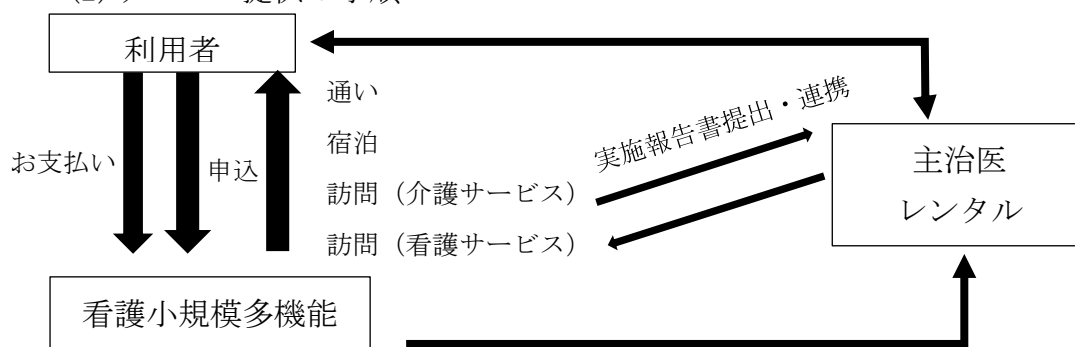 利用者
通い
宿泊
訪問（介護サービス）
訪問（看護サービス）
お支払い
申込
実施報告書提出・連携
主治医
レンタル
看護小規模多機能